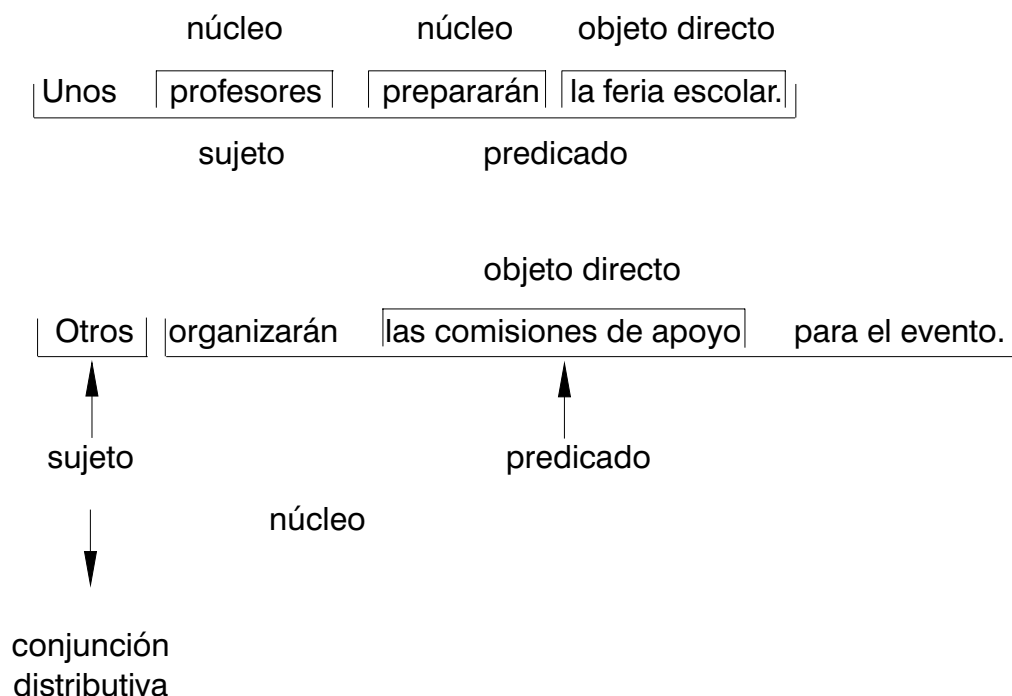 núcleo núcleo objeto directo
Unos profesores prepararán la feria escolar.
sujeto predicado
objeto directo
Otros organizarán las comisiones de apoyo para el evento.
sujeto predicado
núcleo
conjunción
distributiva